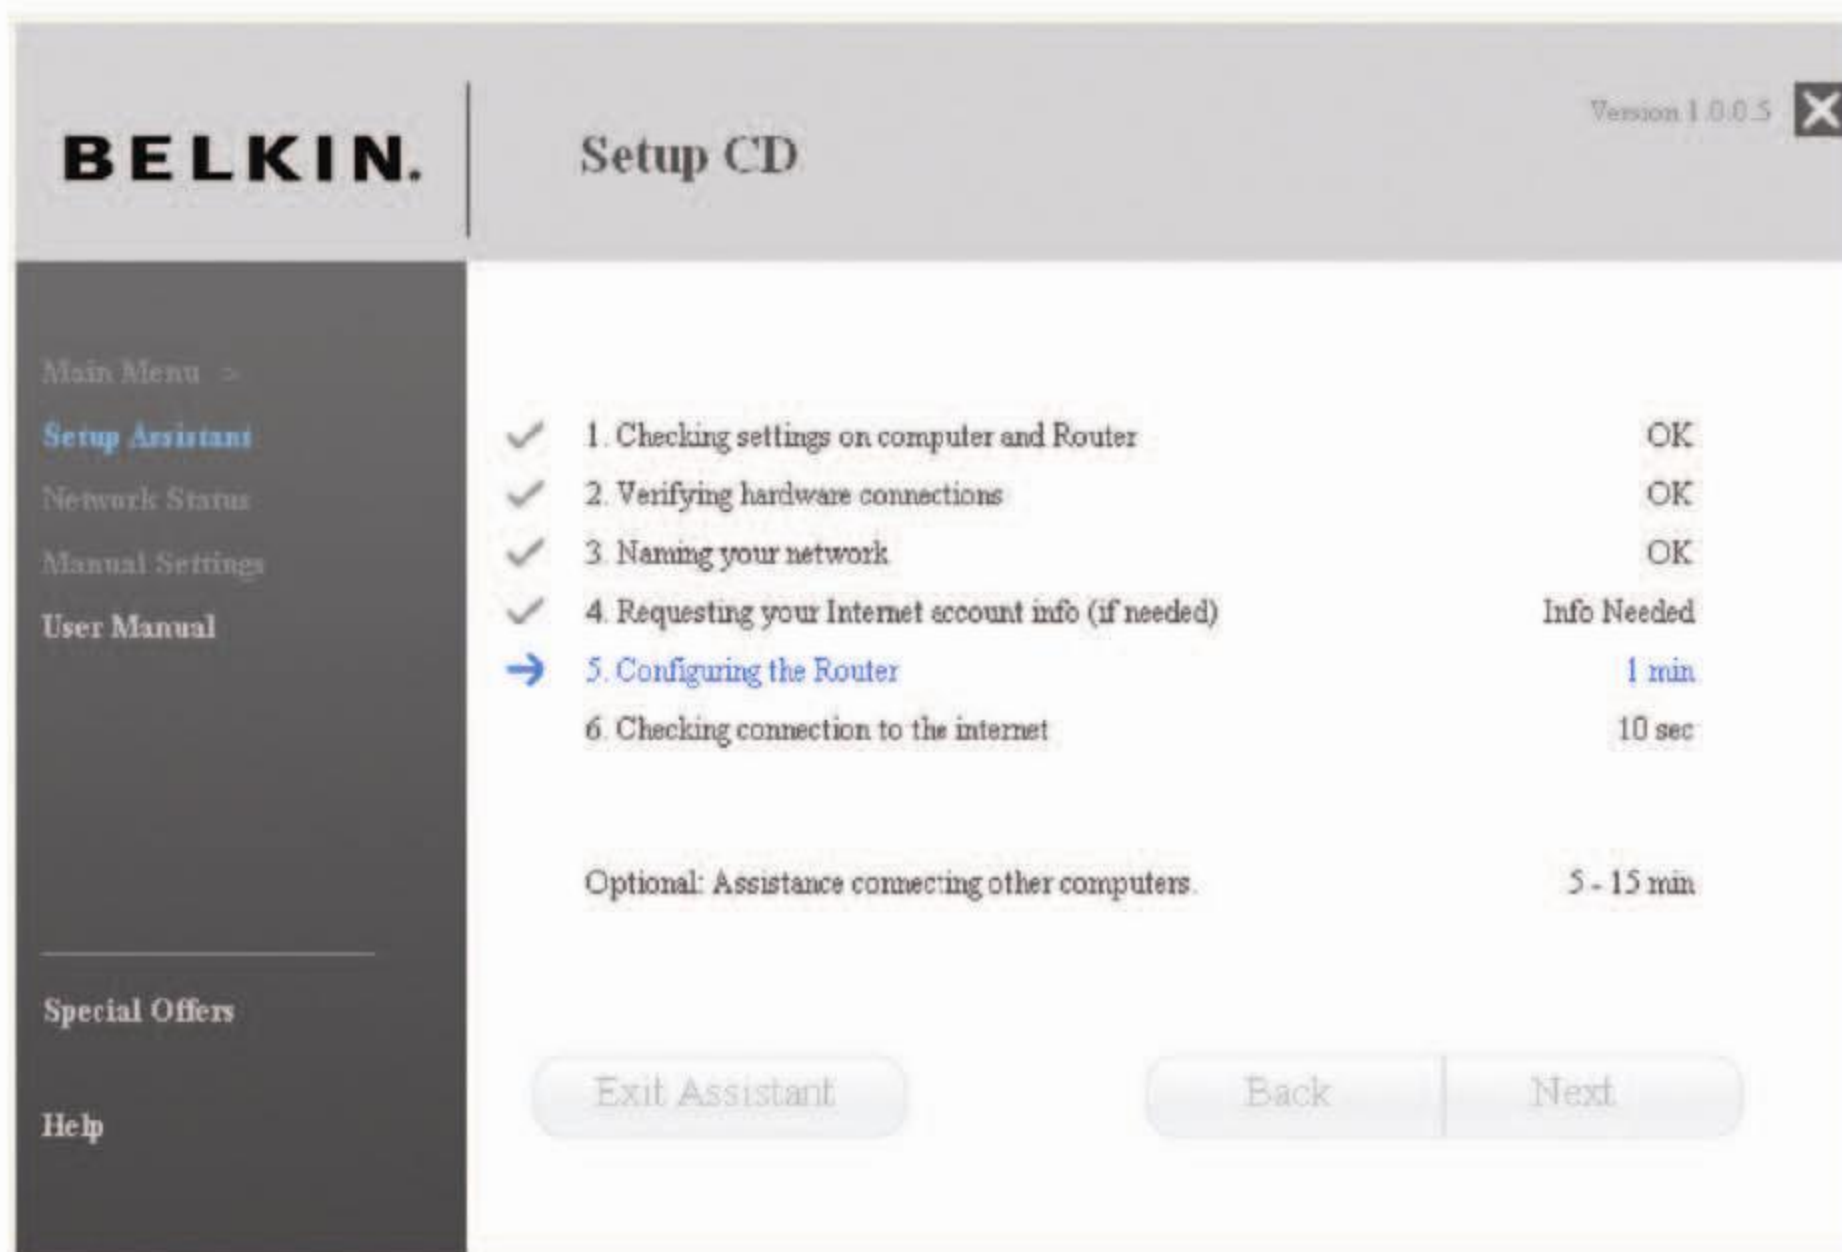 BELKIN.
Setup CD
Version 1.0.0.5
Main Menu >
Setup Assistant
Network Status
Manual Settings
User Manual
Special Offers
Help
1. Checking settings on computer and Router OK
2. Verifying hardware connections OK
3. Naming your network OK
4. Requesting your Internet account info (if needed) Info Needed
5. Configuring the Router 1 min
6. Checking connection to the internet 10 sec
Optional: Assistance connecting other computers. 5 - 15 min
Exit Assistant
Back
Next